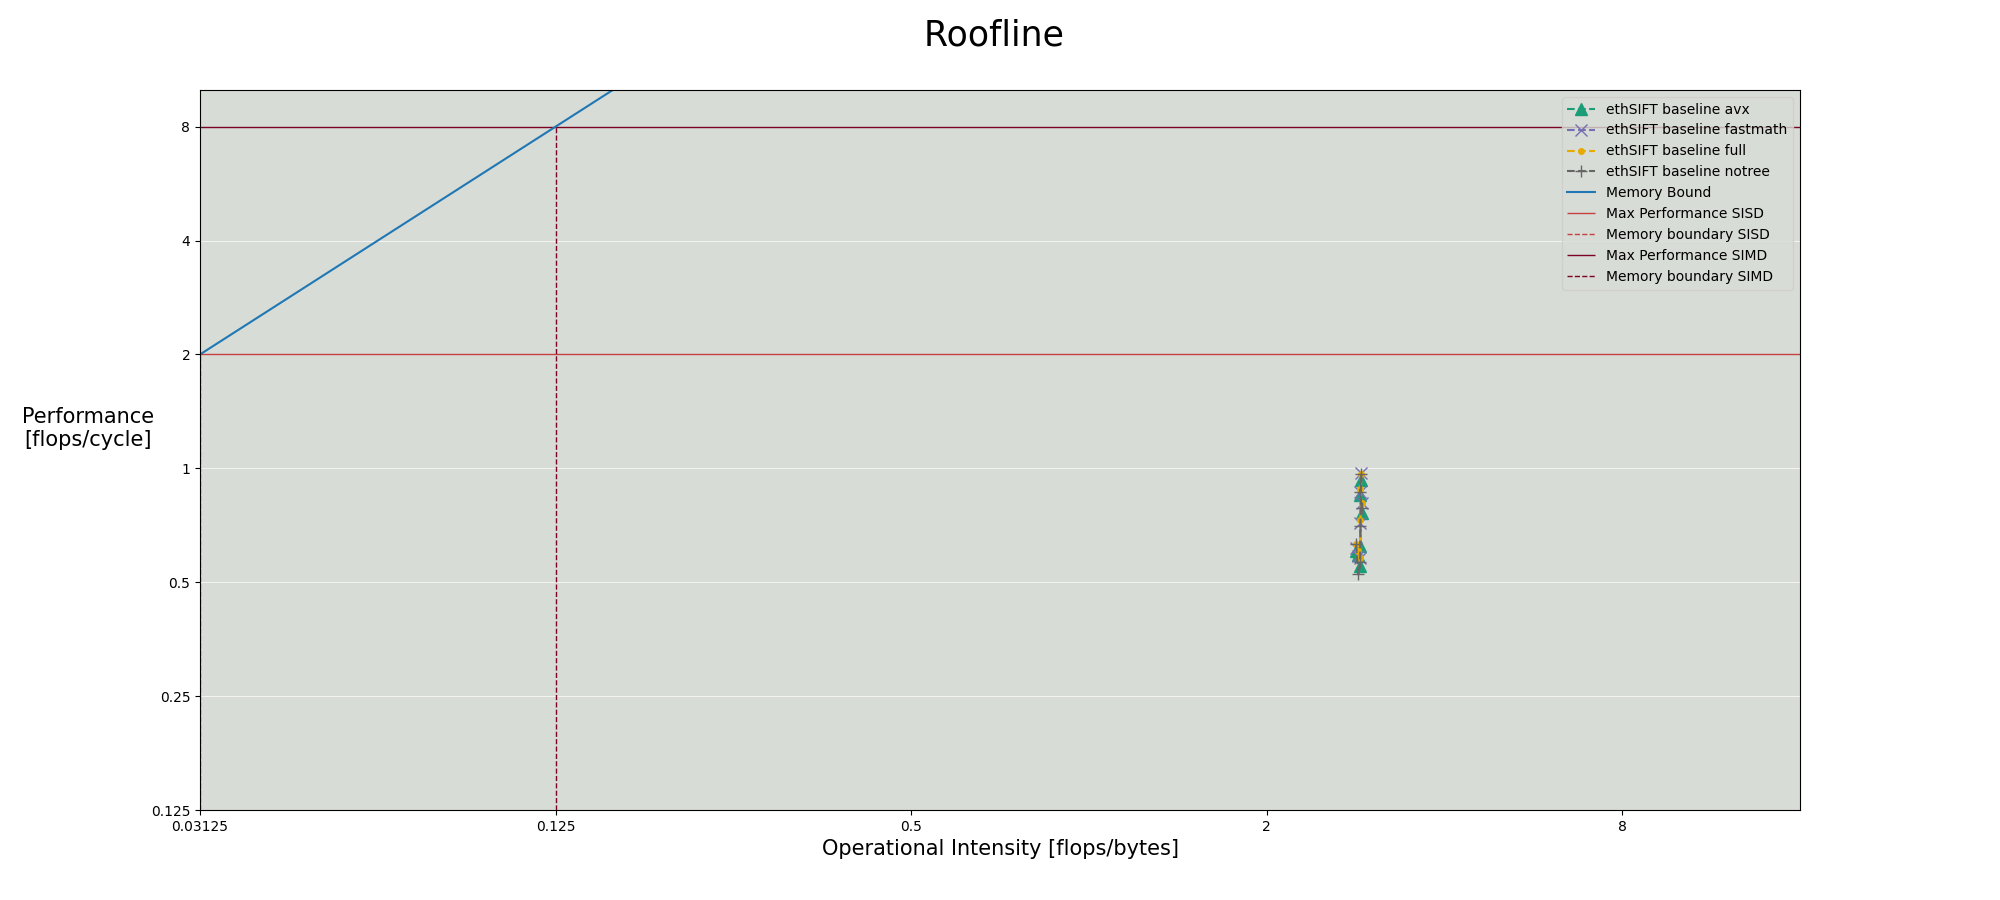 Roofline
8
4
2
1
0.5
0.25
0.125
Performance
[flops/cycle]
ethSIFT baseline avx
ethSIFT baseline fastmath
ethSIFT baseline full
ethSIFT baseline notree
Memory Bound
Max Performance SISD
Memory boundary SISD
Max Performance SIMD
Memory boundary SIMD
0.03125 0.125 0.5 2 8
Operational Intensity [flops/bytes]